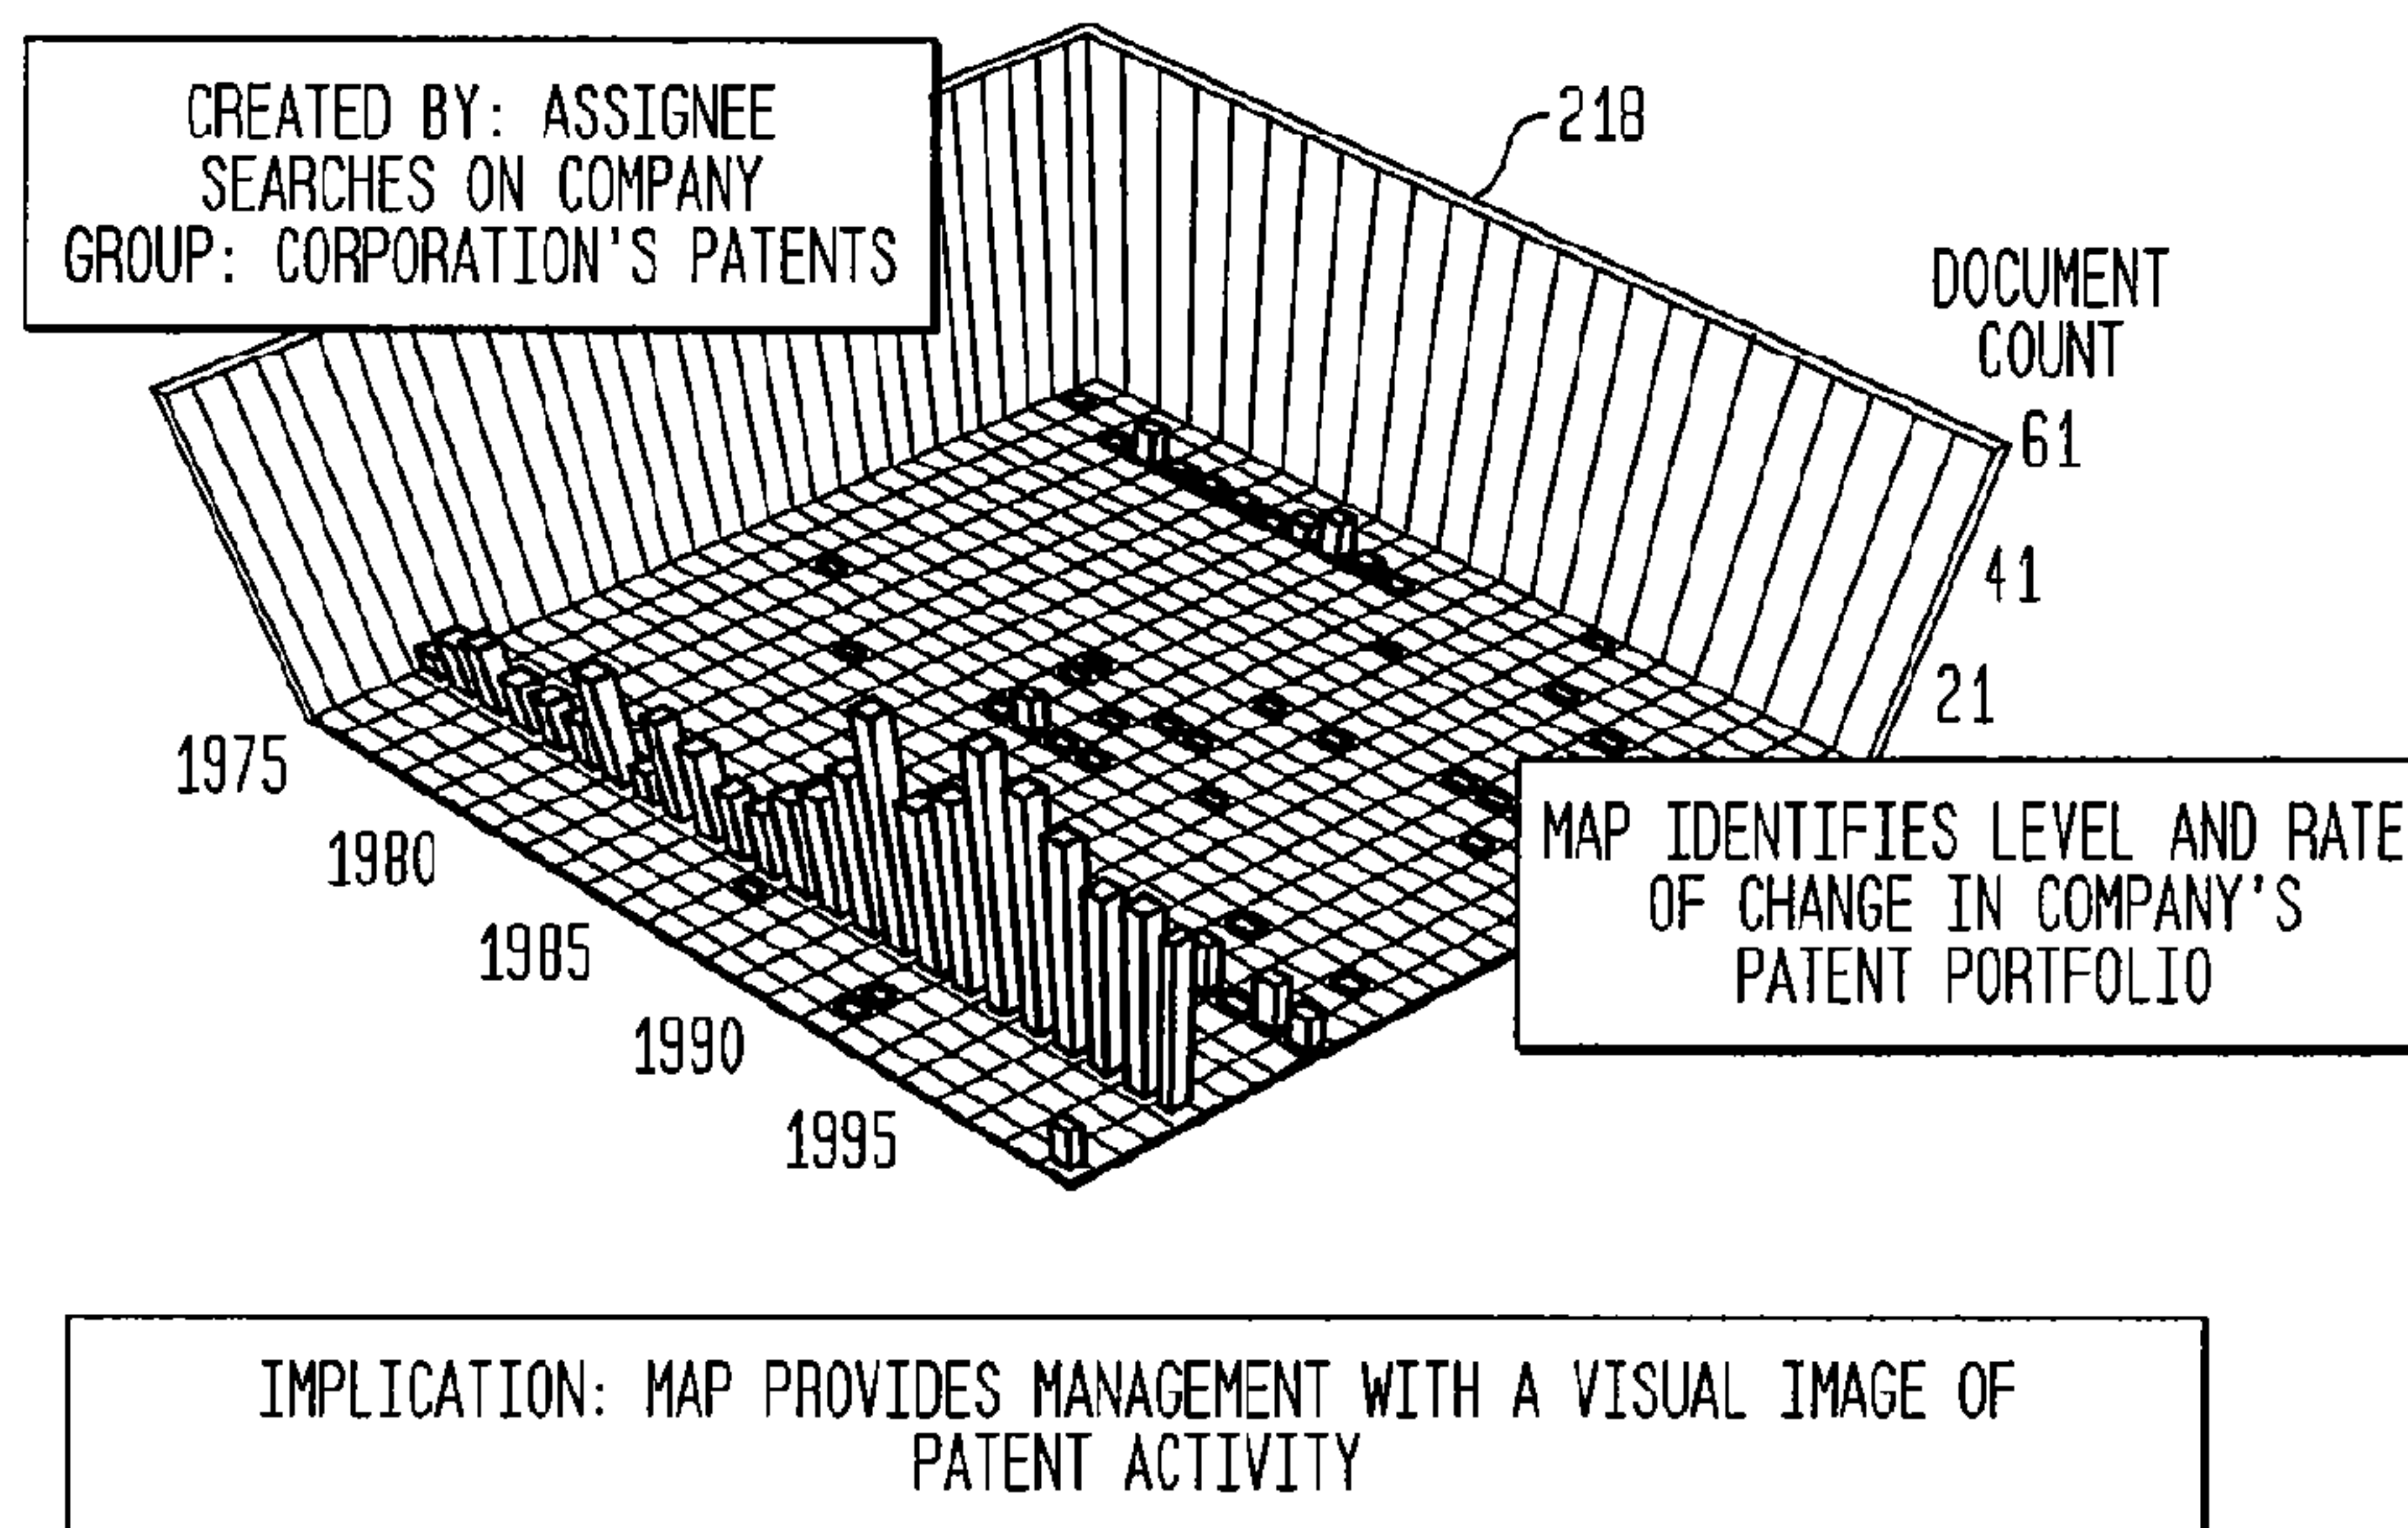 CREATED BY: ASSIGNEE
SEARCHES ON COMPANY
GROUP: CORPORATION'S PATENTS
218
DOCUMENT
COUNT
61
41
21
1975
1980
1985
1990
1995
MAP IDENTIFIES LEVEL AND RATE
OF CHANGE IN COMPANY'S
PATENT PORTFOLIO
IMPLICATION: MAP PROVIDES MANAGEMENT WITH A VISUAL IMAGE OF
PATENT ACTIVITY